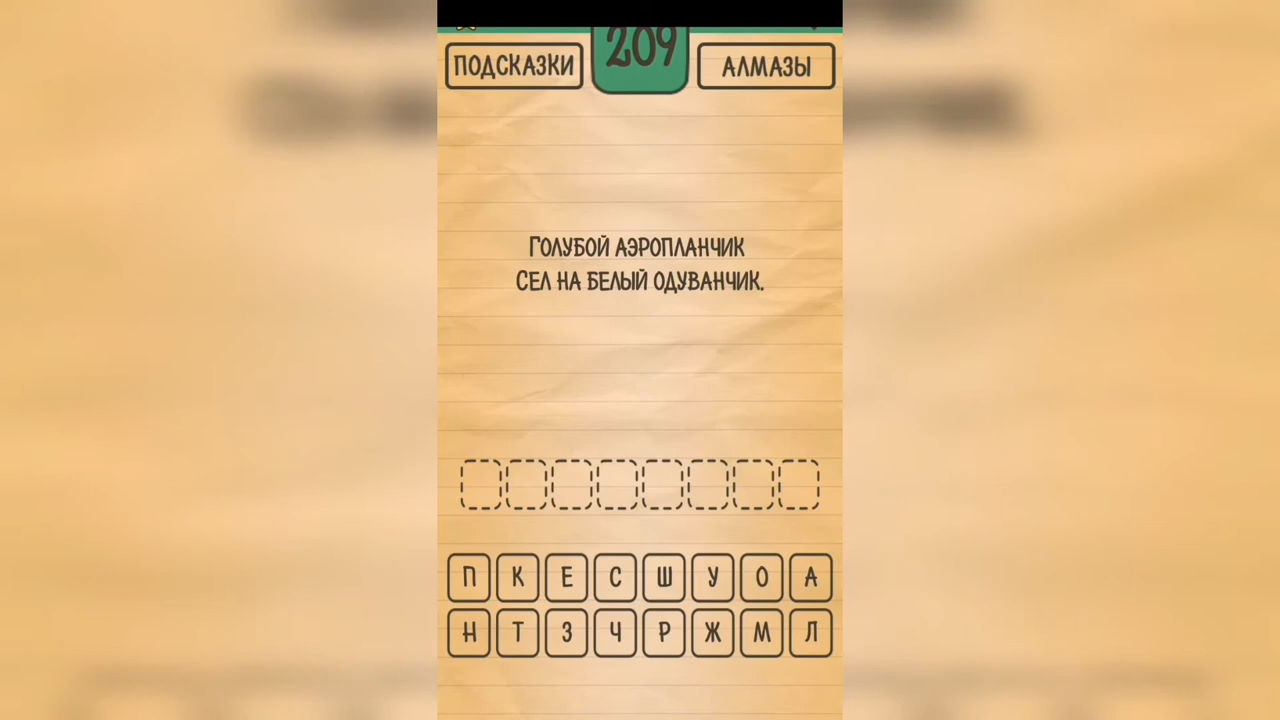 209
ПОДСКАЗКИ АЛМАЗЫ
ГОЛУБОЙ АЭРОПЛАНЧИК
СЕЛ НА БЕЛЫЙ ОДУВАНЧИК.
П К Е С Ш У О А
Н Т З Ч Р Ж М Л